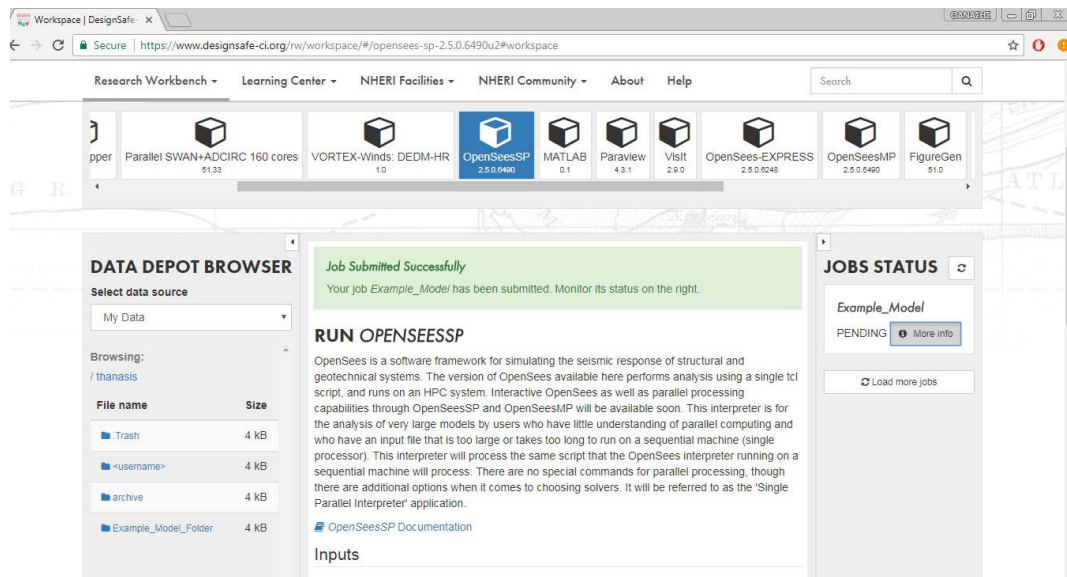 Workspace | DesignSafe-
Secure https://www.designsafe-ci.org/rw/workspace/#/opensees-sp-2.5.0.6490u2#workspace
Research Workbench Learning Center NHERI Facilities NHERI Community About Help Search
pper Parallel SWAN+ADCIRC 160 cores VORTEX-Winds: DEDM-HR OpenSeesSP MATLAB Paraview VisIt OpenSees-EXPRESS OpenSeesMP FigureGen
51.33 1.0 2.5.0.6490 0.1 4.3.1 2.9.0 2.5.0.6248 2.5.0.6490 51.0
DATA DEPOT BROWSER
Select data source
My Data
Browsing:
/ thanasis
File name Size
.Trash 4 kB
<username> 4 kB
archive 4 kB
Example_Model_Folder 4 kB
Job Submitted Successfully
Your job Example_Model has been submitted. Monitor its status on the right.
RUN OPENSEESSP
OpenSees is a software framework for simulating the seismic response of structural and
geotechnical systems. The version of OpenSees available here performs analysis using a single tcl
script, and runs on an HPC system. Interactive OpenSees as well as parallel processing
capabilities through OpenSeesSP and OpenSeesMP will be available soon. This interpreter is for
the analysis of very large models by users who have little understanding of parallel computing and
who have an input file that is too large or takes too long to run on a sequential machine (single
processor). This interpreter will process the same script that the OpenSees interpreter running on a
sequential machine will process. There are no special commands for parallel processing, though
there are additional options when it comes to choosing solvers. It will be referred to as the 'Single
Parallel Interpreter' application.
OpenSeesSP Documentation
Inputs
JOBS STATUS
Example_Model
PENDING More info
Load more jobs